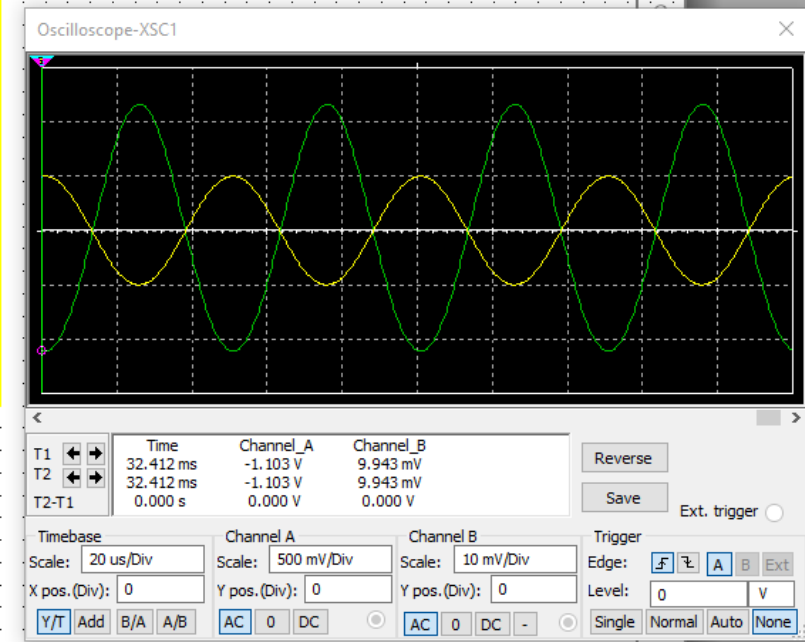 Oscilloscope-XSC1
Time Channel_A Channel_B
T1 32.412 ms -1.103 V 9.943 mV
T2 32.412 ms -1.103 V 9.943 mV
T2-T1 0.000 s 0.000 V 0.000 V
Reverse
Save
Ext. trigger
Timebase Channel A Channel B Trigger
Scale: 20 us/Div Scale: 500 mV/Div Scale: 10 mV/Div Edge: A B Ext
X pos.(Div): 0 Y pos.(Div): 0 Y pos.(Div): 0 Level: 0 V
Y/T Add B/A A/B AC 0 DC AC 0 DC - Single Normal Auto None